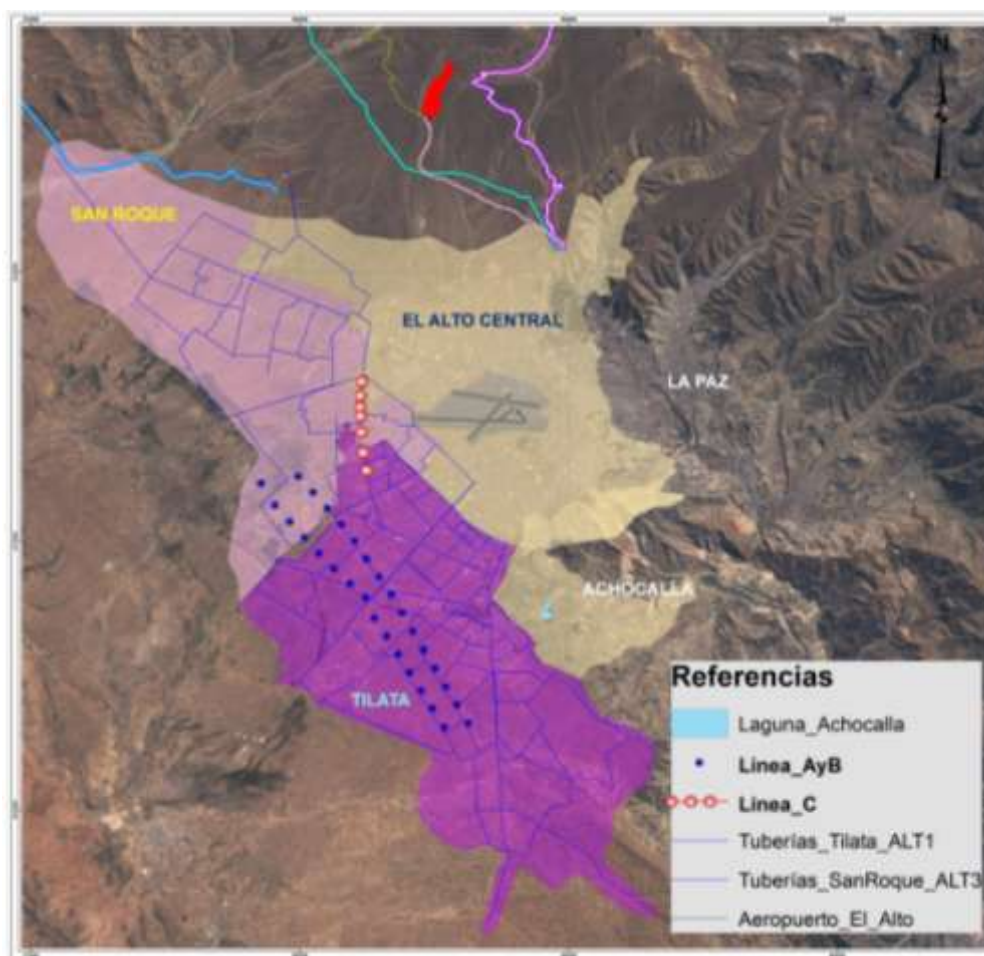 N
SAN ROQUE
EL ALTO CENTRAL
LA PAZ
ACHOCALLA
TILATA
Referencias
Laguna_Achocalla
Linea_AyB
Linea_C
Tuberías_Tilata_ALT1
Tuberías_SanRoque_ALT3
Aeropuerto_El_Alto